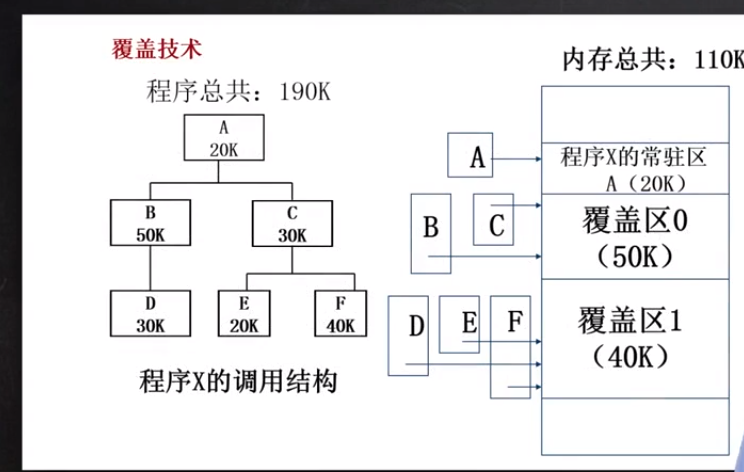 覆盖技术
程序总共：190K
A
20K
B
50K
C
30K
D
30K
E
20K
F
40K
程序X的调用结构
内存总共：110K
A
程序X的常驻区
A（20K）
B
C
覆盖区0
（50K）
D
E
F
覆盖区1
（40K）